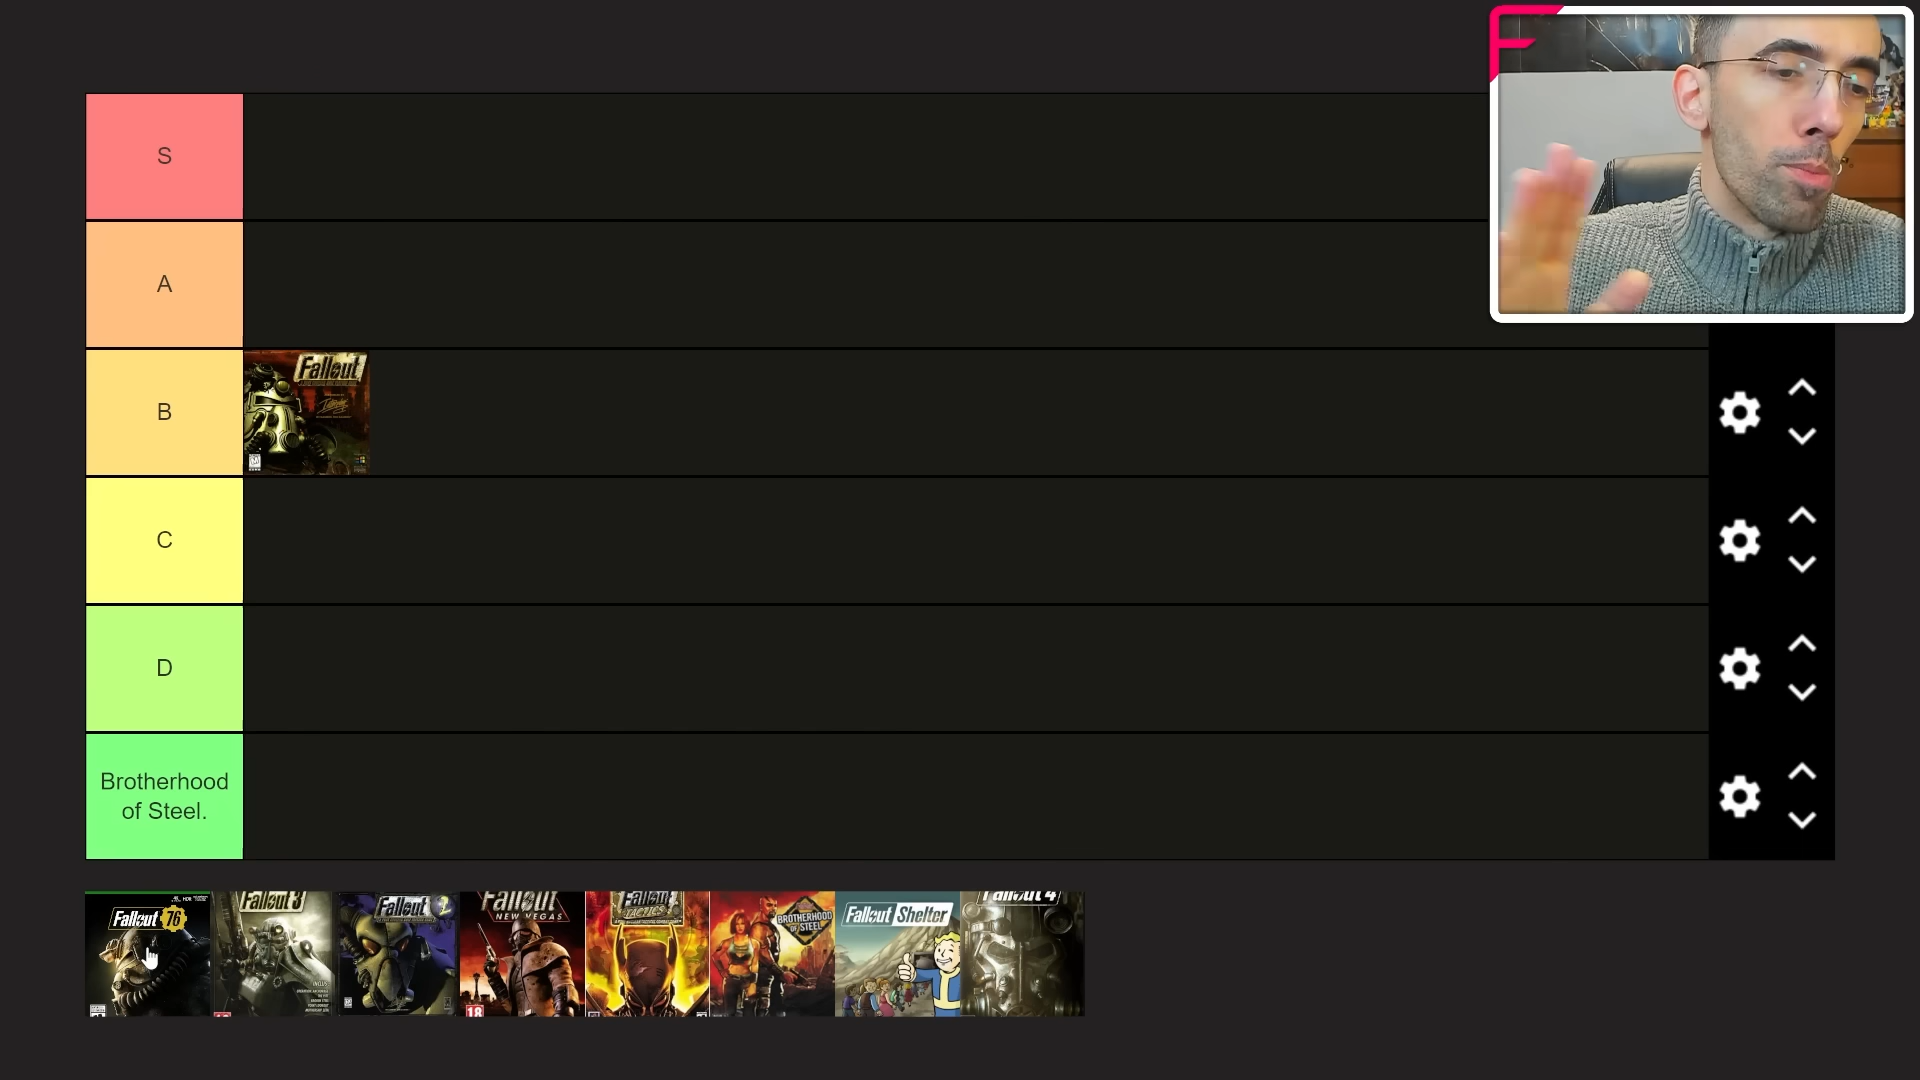 S
A
B
Fallout
C
D
Brotherhood
of Steel.
Fallout 76
Fallout 3
Fallout 2
Fallout
NEW VEGAS
18
Fallout
TACTICS
BROTHERHOOD
OF STEEL
Fallout Shelter
Fallout 4